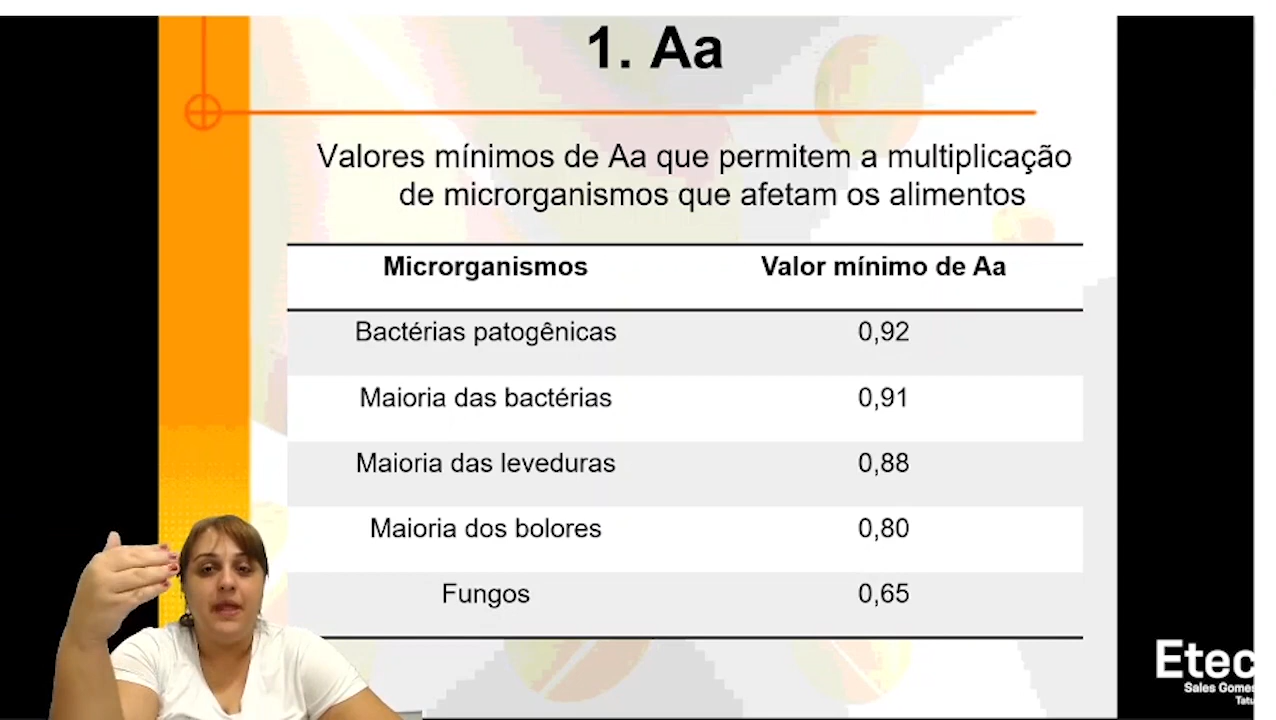 1. Aa
Valores mínimos de Aa que permitem a multiplicação
de microrganismos que afetam os alimentos
Microrganismos Valor mínimo de Aa
Bactérias patogênicas 0,92
Maioria das bactérias 0,91
Maioria das leveduras 0,88
Maioria dos bolores 0,80
Fungos 0,65
Etec
Sales Gomes
Tatu